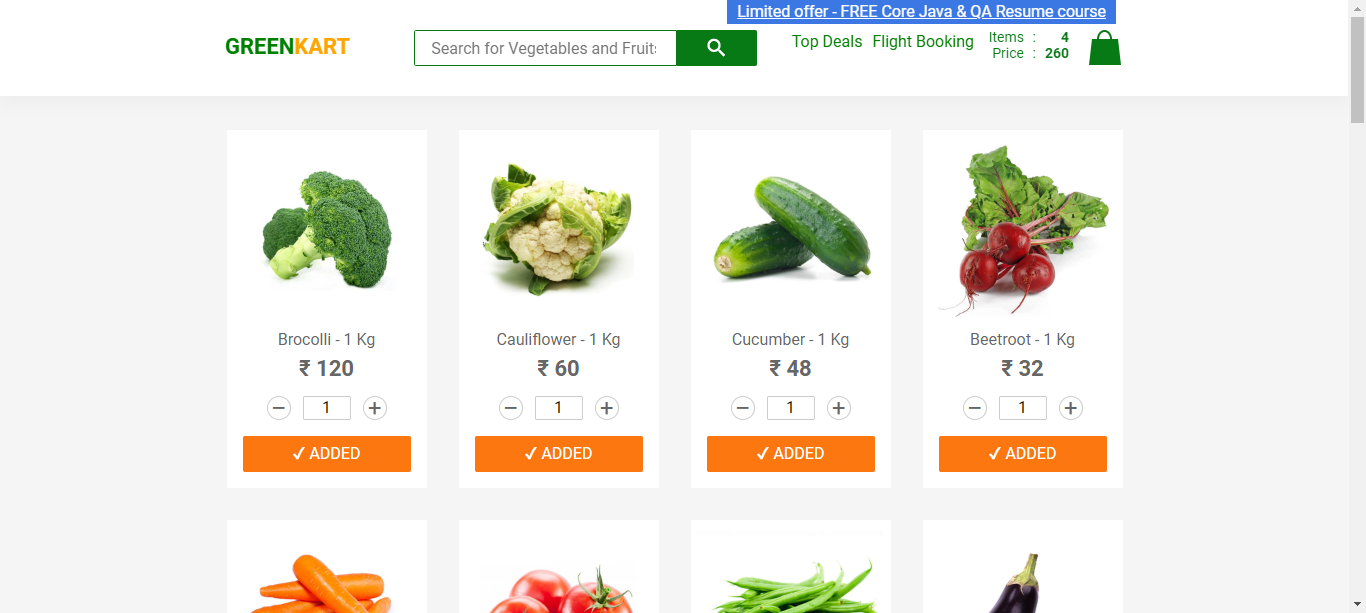 Limited offer - FREE Core Java & QA Resume course
GREENKART
Search for Vegetables and Fruit
Top Deals Flight Booking
Items : 4
Price : 260
Brocolli - 1 Kg
₹ 120
− 1 +
✓ ADDED
Cauliflower - 1 Kg
₹ 60
− 1 +
✓ ADDED
Cucumber - 1 Kg
₹ 48
− 1 +
✓ ADDED
Beetroot - 1 Kg
₹ 32
− 1 +
✓ ADDED